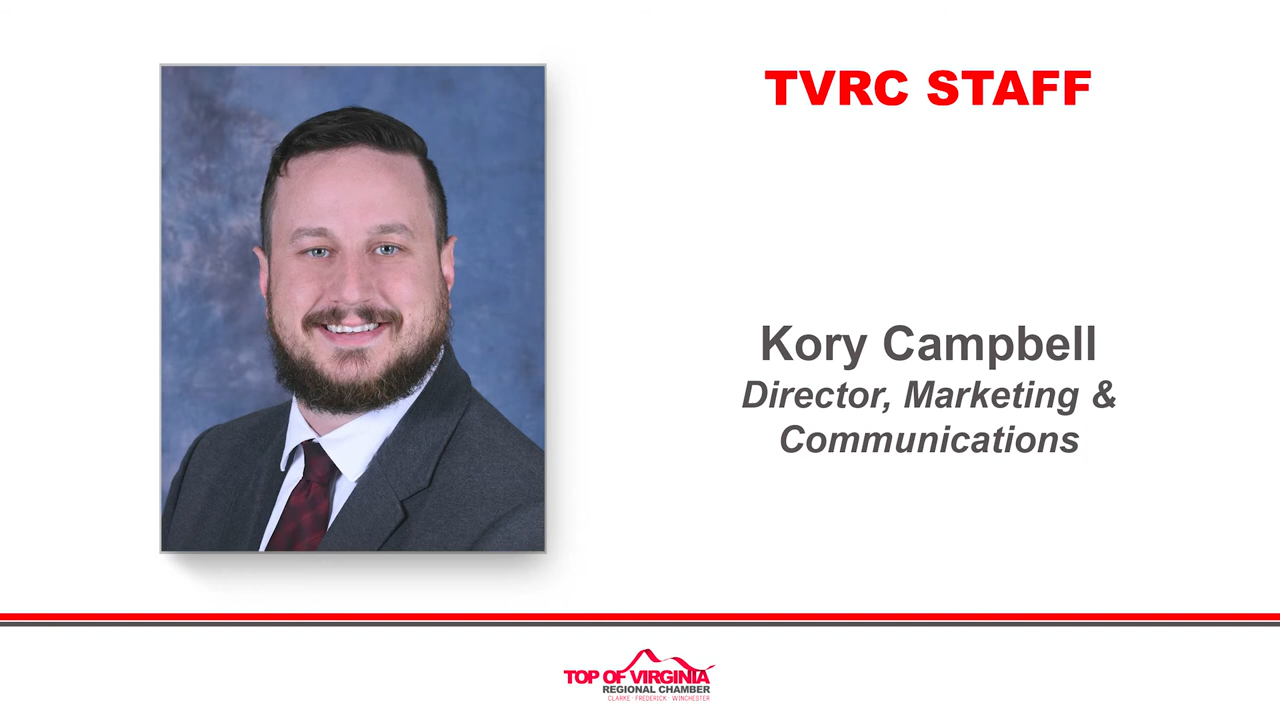 TVRC STAFF
Kory Campbell
Director, Marketing &
Communications
TOP OF VIRGINIA
REGIONAL CHAMBER
CLARKE · FREDERICK · WINCHESTER